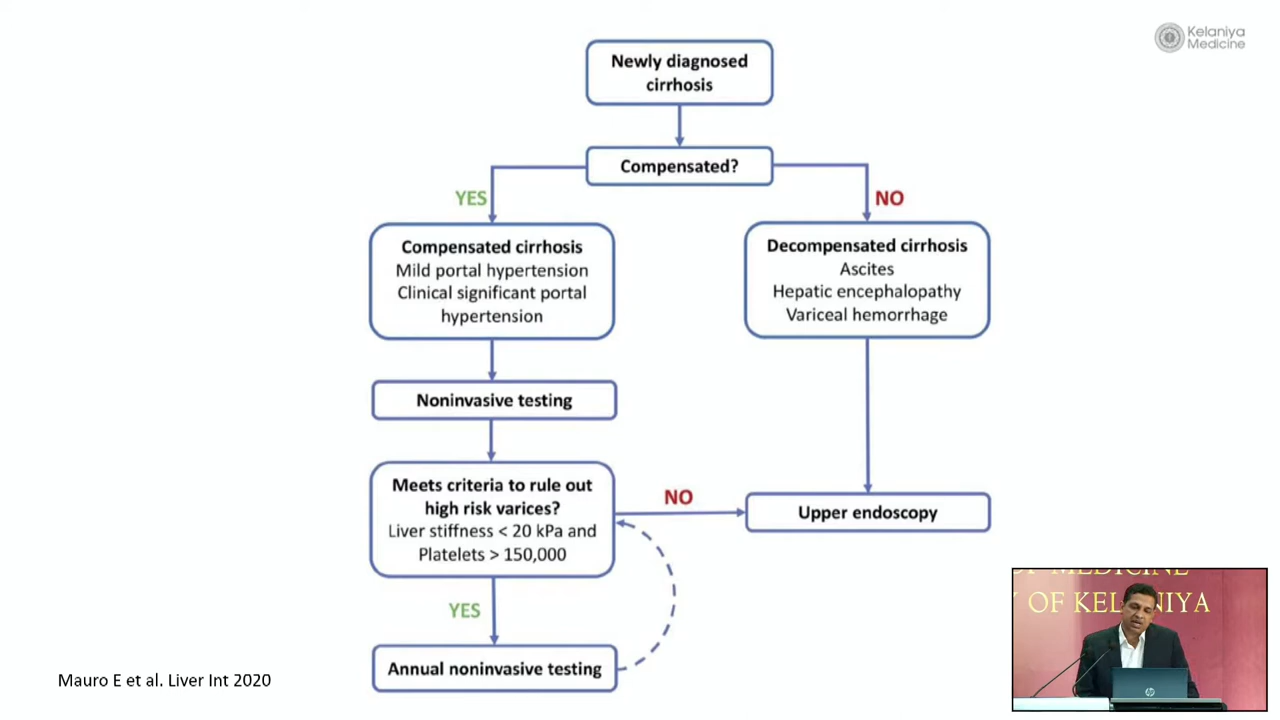 Kelaniya
Medicine
Newly diagnosed
cirrhosis
Compensated?
YES
NO
Compensated cirrhosis
Mild portal hypertension
Clinical significant portal
hypertension
Decompensated cirrhosis
Ascites
Hepatic encephalopathy
Variceal hemorrhage
Noninvasive testing
Meets criteria to rule out
high risk varices?
Liver stiffness < 20 kPa and
Platelets > 150,000
NO
Upper endoscopy
YES
Annual noninvasive testing
Mauro E et al. Liver Int 2020
OF MEDICINE
Y OF KELANIYA
hp